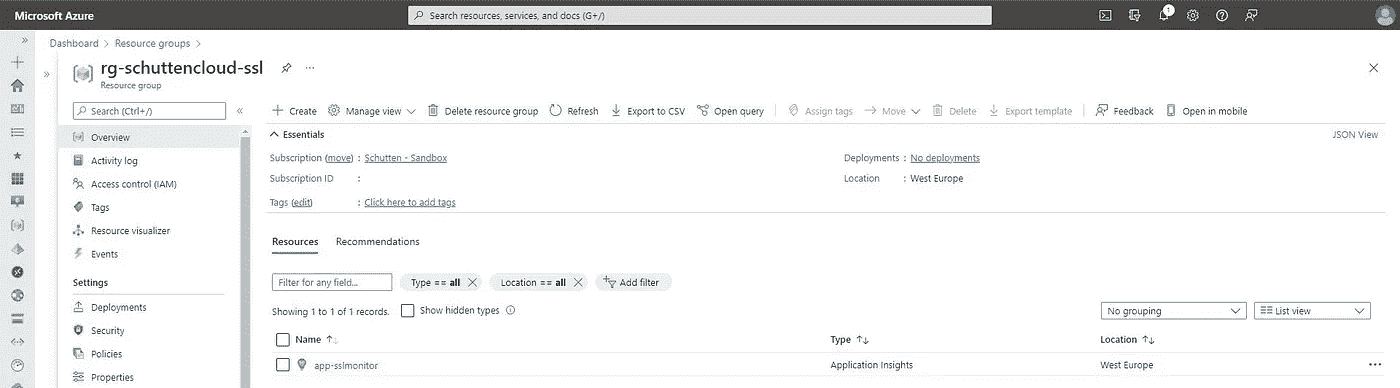 Microsoft Azure
Search resources, services, and docs (G+/)
1
Dashboard > Resource groups >
rg-schuttencloud-ssl
Resource group
Search (Ctrl+/)
Overview
Activity log
Access control (IAM)
Tags
Resource visualizer
Events
Settings
Deployments
Security
Policies
Properties
Create Manage view Delete resource group Refresh Export to CSV Open query Assign tags Move Delete Export template Feedback Open in mobile
Essentials
JSON View
Subscription (move) : Schutten - Sandbox
Deployments : No deployments
Subscription ID :
Location : West Europe
Tags (edit) : Click here to add tags
Resources Recommendations
Filter for any field... Type == all Location == all Add filter
Showing 1 to 1 of 1 records. Show hidden types No grouping List view
Name Type Location
app-sslmonitor Application Insights West Europe